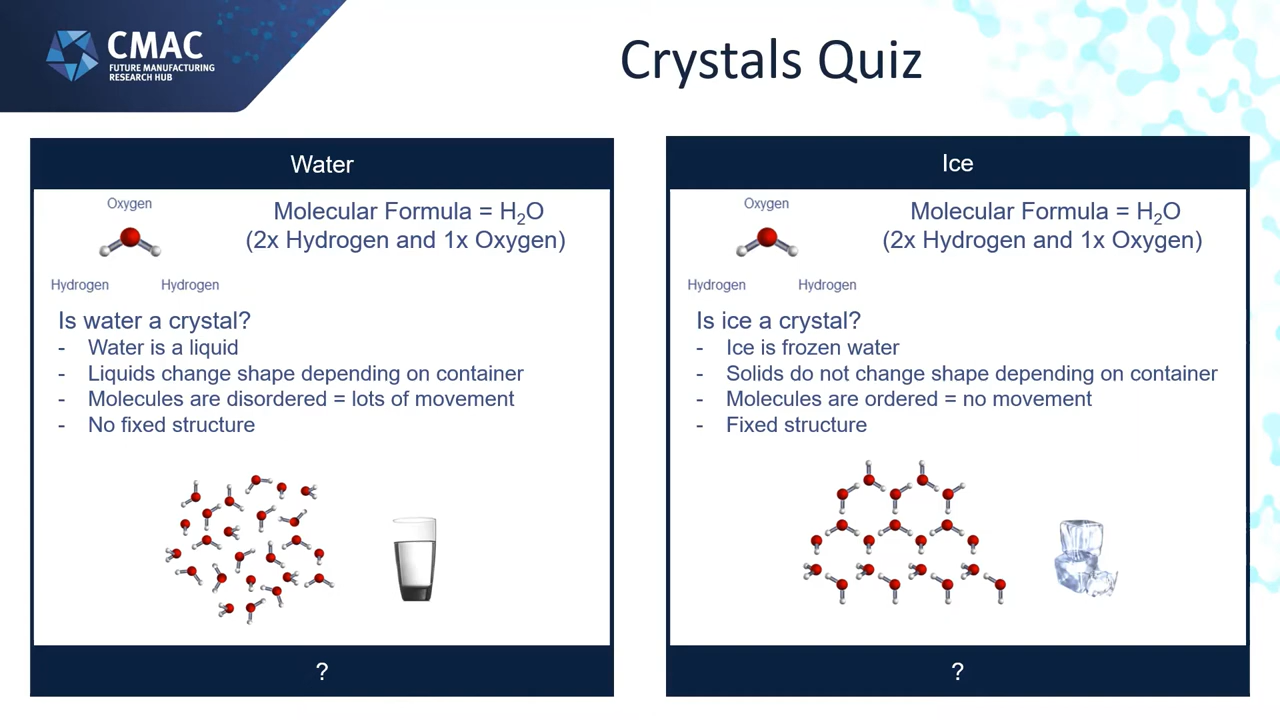 CMAC
FUTURE MANUFACTURING
RESEARCH HUB
Crystals Quiz
Water
Oxygen
Molecular Formula = H₂O
(2x Hydrogen and 1x Oxygen)
Hydrogen Hydrogen
Is water a crystal?
- Water is a liquid
- Liquids change shape depending on container
- Molecules are disordered = lots of movement
- No fixed structure
?
Ice
Oxygen
Molecular Formula = H₂O
(2x Hydrogen and 1x Oxygen)
Hydrogen Hydrogen
Is ice a crystal?
- Ice is frozen water
- Solids do not change shape depending on container
- Molecules are ordered = no movement
- Fixed structure
?